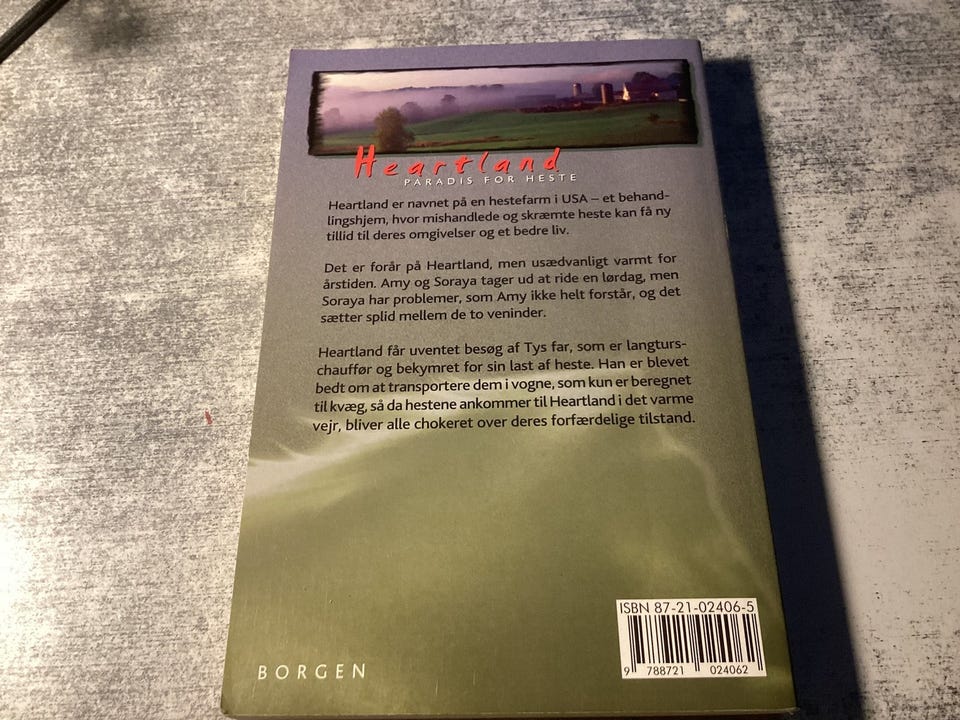 Heartland
PARADIS FOR HESTE
Heartland er navnet på en hestefarm i USA – et behand-
lingshjem, hvor mishandlede og skræmte heste kan få ny
tillid til deres omgivelser og et bedre liv.
Det er forår på Heartland, men usædvanligt varmt for
årstiden. Amy og Soraya tager ud at ride en lørdag, men
Soraya har problemer, som Amy ikke helt forstår, og det
sætter splid mellem de to veninder.
Heartland får uventet besøg af Tys far, som er langturs-
chauffør og bekymret for sin last af heste. Han er blevet
bedt om at transportere dem i vogne, som kun er beregnet
til kvæg, så da hestene ankommer til Heartland i det varme
vejr, bliver alle chokeret over deres forfærdelige tilstand.
ISBN 87-21-02406-5
9 788721 024062
BORGEN